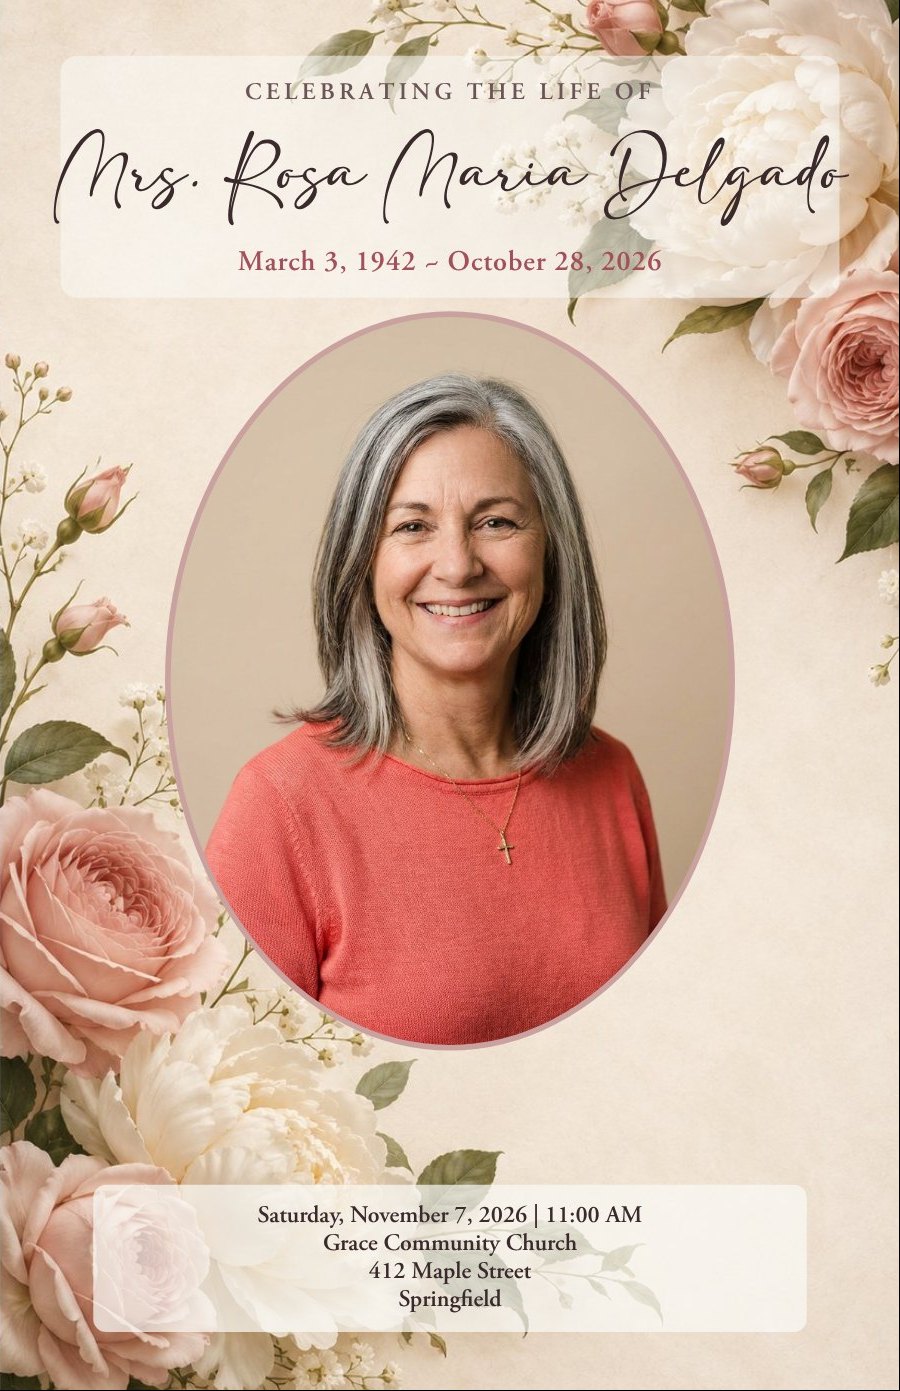 CELEBRATING THE LIFE OF
Mrs. Rosa Maria Delgado
March 3, 1942 ~ October 28, 2026
Saturday, November 7, 2026 | 11:00 AM
Grace Community Church
412 Maple Street
Springfield